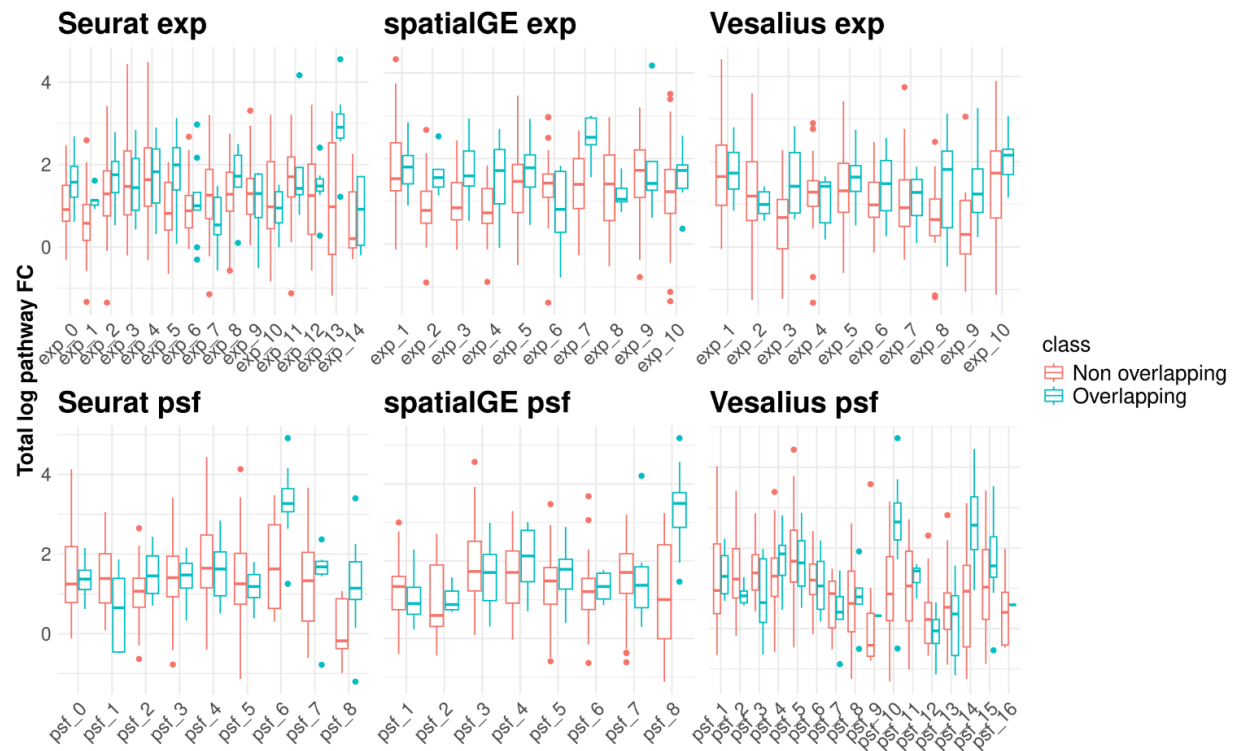 Seurat exp
spatialGE exp
Vesalius exp
4
2
0
exp_0
exp_1
exp_2
exp_3
exp_4
exp_5
exp_6
exp_7
exp_8
exp_9
exp_10
exp_11
exp_12
exp_13
exp_14
exp_1
exp_2
exp_3
exp_4
exp_5
exp_6
exp_7
exp_8
exp_9
exp_10
exp_1
exp_2
exp_3
exp_4
exp_5
exp_6
exp_7
exp_8
exp_9
exp_10
Total log pathway FC
class
Non overlapping
Overlapping
Seurat psf
spatialGE psf
Vesalius psf
4
2
0
psf_0
psf_1
psf_2
psf_3
psf_4
psf_5
psf_6
psf_7
psf_8
psf_1
psf_2
psf_3
psf_4
psf_5
psf_6
psf_7
psf_8
psf_1
psf_2
psf_3
psf_4
psf_5
psf_6
psf_7
psf_8
psf_9
psf_10
psf_11
psf_12
psf_13
psf_14
psf_15
psf_16